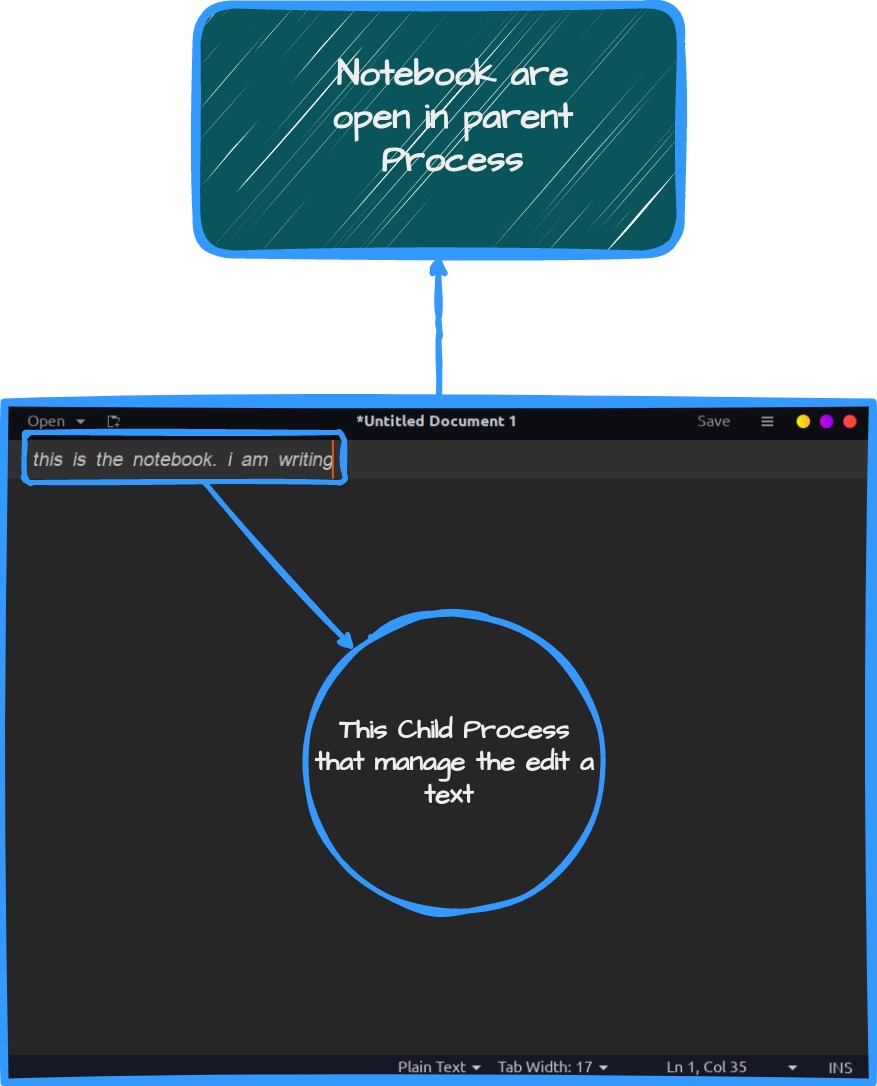 Notebook are
open in parent
Process
Open
*Untitled Document 1
Save
this is the notebook. i am writing
This Child Process
that manage the edit a
text
Plain Text
Tab Width: 17
Ln 1, Col 35
INS